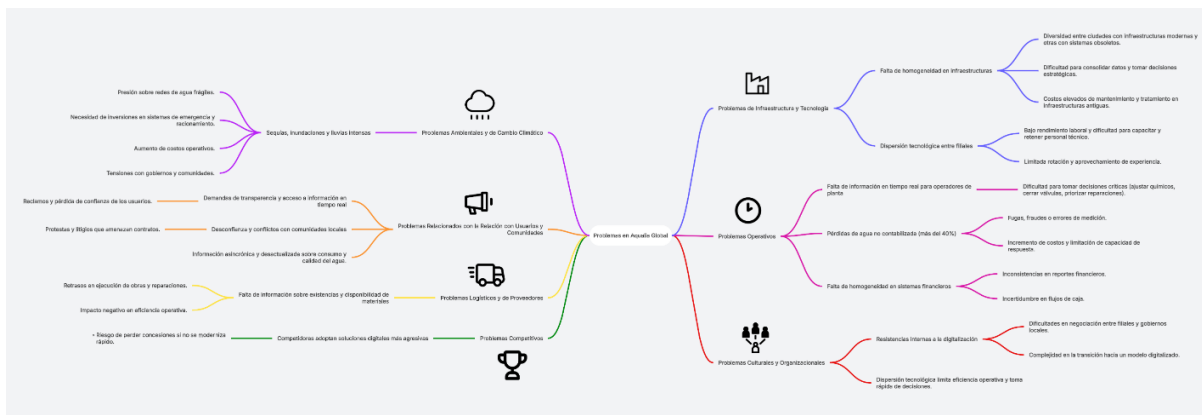 Problemas en Aqualia Global
Problemas Ambientales y de Cambio Climático
Sequías, inundaciones y lluvias intensas
Presión sobre redes de agua frágiles.
Necesidad de inversiones en sistemas de emergencia y
racionamiento.
Aumento de costos operativos.
Tensiones con gobiernos y comunidades.
Problemas Relacionados con la Relación con Usuarios y
Comunidades
Demandas de transparencia y acceso a información en
tiempo real
Reclamos y pérdida de confianza de los usuarios.
Desconfianza y conflictos con comunidades locales
Protestas y litigios que amenazan contratos.
Información asincrónica y desactualizada sobre consumo y
calidad del agua.
Problemas Logísticos y de Proveedores
Falta de información sobre existencias y disponibilidad de
materiales
Retrasos en ejecución de obras y reparaciones.
Impacto negativo en eficiencia operativa.
Problemas Competitivos
Competidores adoptan soluciones digitales más agresivas
- Riesgo de perder concesiones si no se moderniza
rápido.
Problemas de Infraestructura y Tecnología
Falta de homogeneidad en infraestructuras
Diversidad entre ciudades con infraestructuras modernas y
otras con sistemas obsoletos.
Dificultad para consolidar datos y tomar decisiones
estratégicas.
Costos elevados de mantenimiento y tratamiento en
infraestructuras antiguas.
Dispersión tecnológica entre filiales
Bajo rendimiento laboral y dificultad para capacitar y
retener personal técnico.
Limitada rotación y aprovechamiento de experiencia.
Problemas Operativos
Falta de información en tiempo real para operadores de
planta
Dificultad para tomar decisiones críticas (ajustar químicos,
cerrar válvulas, priorizar reparaciones).
Pérdidas de agua no contabilizada (más del 40%)
Fugas, fraudes o errores de medición.
Incremento de costos y limitación de capacidad de
respuesta.
Falta de homogeneidad en sistemas financieros
Inconsistencias en reportes financieros.
Incertidumbre en flujos de caja.
Problemas Culturales y Organizacionales
Resistencias internas a la digitalización
Dificultades en negociación entre filiales y gobiernos
locales.
Complejidad en la transición hacia un modelo digitalizado.
Dispersión tecnológica limita eficiencia operativa y toma
rápida de decisiones.